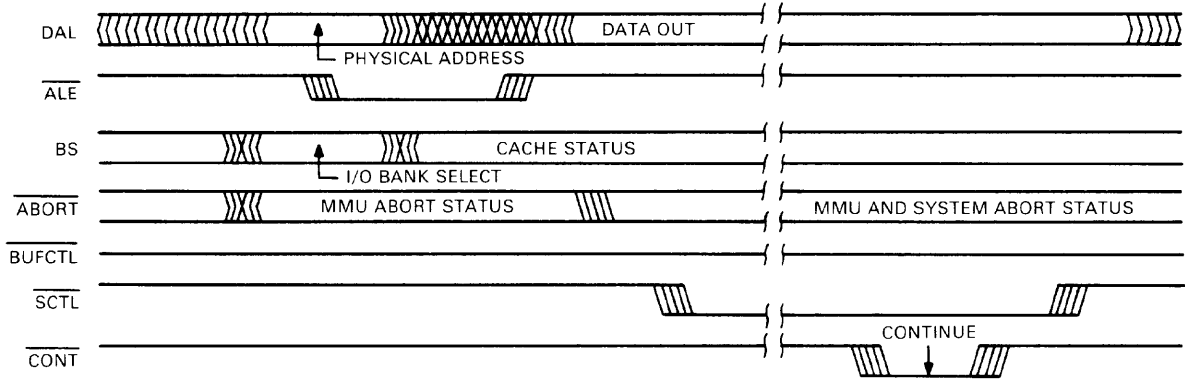 DAL
DATA OUT
PHYSICAL ADDRESS
ALE
BS
CACHE STATUS
I/O BANK SELECT
ABORT
MMU ABORT STATUS
MMU AND SYSTEM ABORT STATUS
BUFCTL
SCTL
CONTINUE
CONT